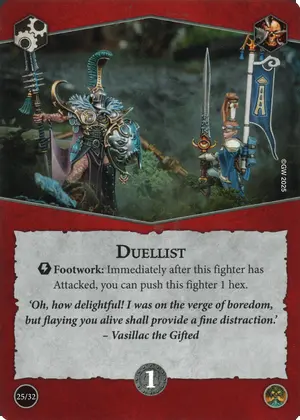 ©GW 2025
DUELLIST
Footwork: Immediately after this fighter has
Attacked, you can push this fighter 1 hex.
‘Oh, how delightful! I was on the verge of boredom,
but flaying you alive shall provide a fine distraction.’
– Vasillac the Gifted
25/32
1